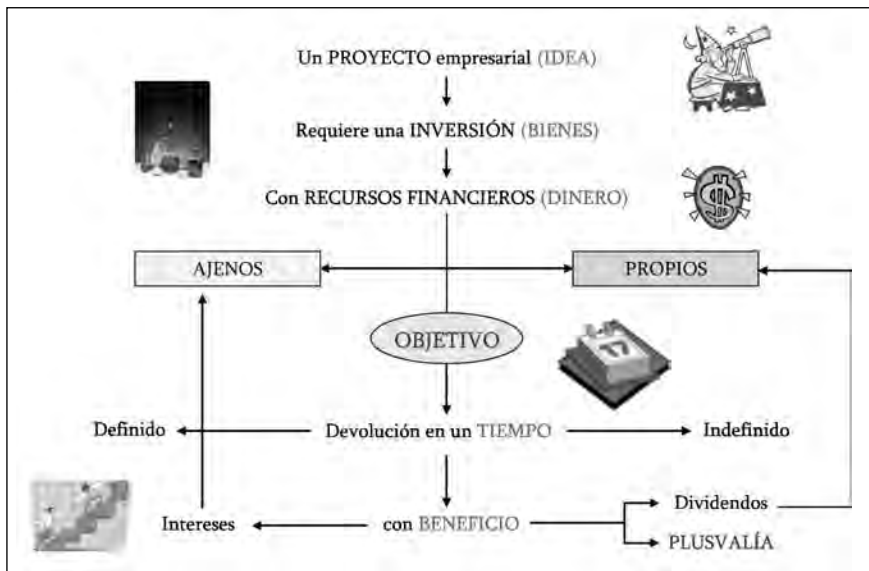 Un PROYECTO empresarial (IDEA)
Requiere una INVERSIÓN (BIENES)
Con RECURSOS FINANCIEROS (DINERO)
AJENOS
PROPIOS
OBJETIVO
17
Definido
Devolución en un TIEMPO
Indefinido
Intereses
con BENEFICIO
Dividendos
PLUSVALÍA